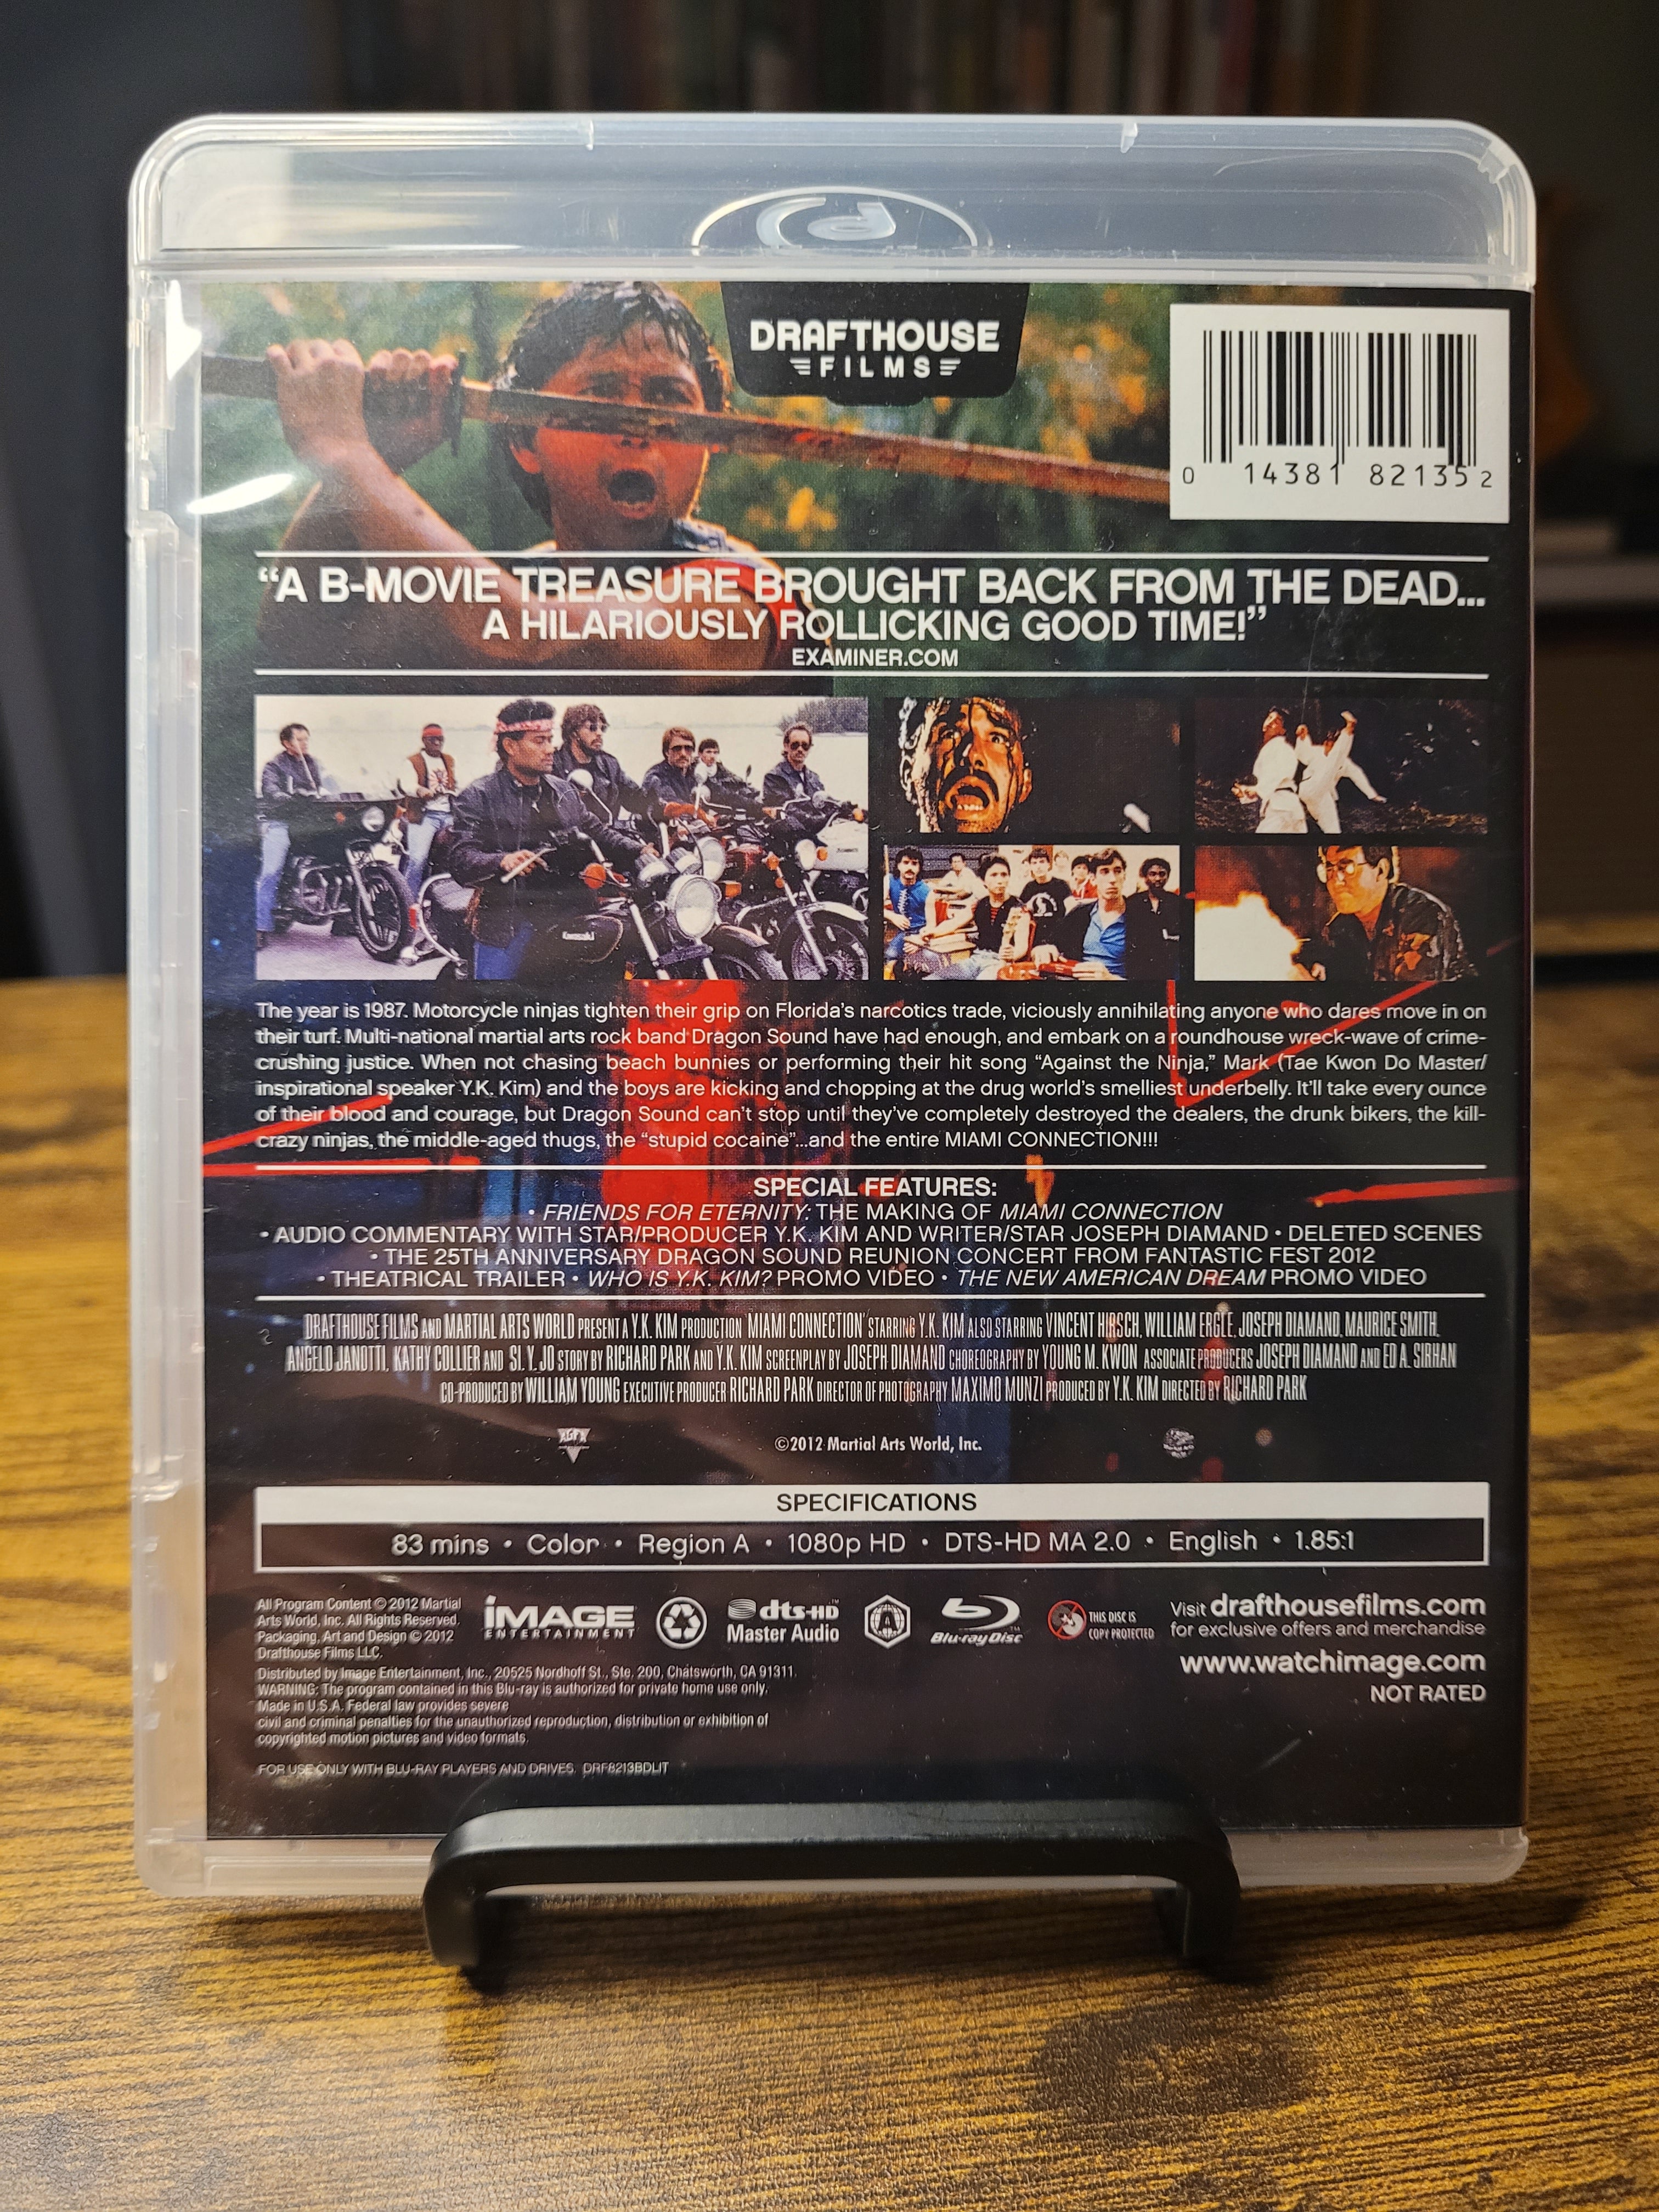 DRAFTHOUSE
FILMS
0 14381 82135 2
“A B-MOVIE TREASURE BROUGHT BACK FROM THE DEAD...
A HILARIOUSLY ROLLICKING GOOD TIME!”
EXAMINER.COM
Kawasaki
The year is 1987. Motorcycle ninjas tighten their grip on Florida’s narcotics trade, viciously annihilating anyone who dares move in on
their turf. Multi-national martial arts rock band Dragon Sound have had enough, and embark on a roundhouse wreck-wave of crime-
crushing justice. When not chasing beach bunnies or performing their hit song “Against the Ninja,” Mark (Tae Kwon Do Master/
inspirational speaker Y.K. Kim) and the boys are kicking and chopping at the drug world’s smelliest underbelly. It’ll take every ounce
of their blood and courage, but Dragon Sound can’t stop until they’ve completely destroyed the dealers, the drunk bikers, the kill-
crazy ninjas, the middle-aged thugs, the “stupid cocaine”...and the entire MIAMI CONNECTION!!!
SPECIAL FEATURES:
• FRIENDS FOR ETERNITY: THE MAKING OF MIAMI CONNECTION
• AUDIO COMMENTARY WITH STAR/PRODUCER Y.K. KIM AND WRITER/STAR JOSEPH DIAMAND • DELETED SCENES
• THE 25TH ANNIVERSARY DRAGON SOUND REUNION CONCERT FROM FANTASTIC FEST 2012
• THEATRICAL TRAILER • WHO IS Y.K. KIM? PROMO VIDEO • THE NEW AMERICAN DREAM PROMO VIDEO
DRAFTHOUSE FILMS AND MARTIAL ARTS WORLD PRESENT A Y.K. KIM PRODUCTION 'MIAMI CONNECTION' STARRING Y.K. KIM ALSO STARRING VINCENT HIRSCH, WILLIAM ERGLE, JOSEPH DIAMAND, MAURICE SMITH,
ANGELO JANOTTI, KATHY COLLIER AND SI. Y. JO STORY BY RICHARD PARK AND Y.K. KIM SCREENPLAY BY JOSEPH DIAMAND CHOREOGRAPHY BY YOUNG M. KWON ASSOCIATE PRODUCERS JOSEPH DIAMAND AND ED A. SIRHAN
CO-PRODUCED BY WILLIAM YOUNG EXECUTIVE PRODUCER RICHARD PARK DIRECTOR OF PHOTOGRAPHY MAXIMO MUNZI PRODUCED BY Y.K. KIM DIRECTED BY RICHARD PARK
AGFA
©2012 Martial Arts World, Inc.
SPECIFICATIONS
83 mins • Color • Region A • 1080p HD • DTS-HD MA 2.0 • English • 1.85:1
All Program Content © 2012 Martial
Arts World, Inc. All Rights Reserved.
Packaging, Art and Design © 2012
Drafthouse Films LLC.
iMAGE
ENTERTAINMENT
dts-HD
Master Audio
A
Blu-ray Disc™
THIS DISC IS
COPY PROTECTED
Visit drafthousefilms.com
for exclusive offers and merchandise
www.watchimage.com
NOT RATED
Distributed by Image Entertainment, Inc., 20525 Nordhoff St., Ste. 200, Chatsworth, CA 91311.
WARNING: The program contained in this Blu-ray is authorized for private home use only.
Made in U.S.A. Federal law provides severe
civil and criminal penalties for the unauthorized reproduction, distribution or exhibition of
copyrighted motion pictures and video formats.
FOR USE ONLY WITH BLU-RAY PLAYERS AND DRIVES. DRF8213BDLIT